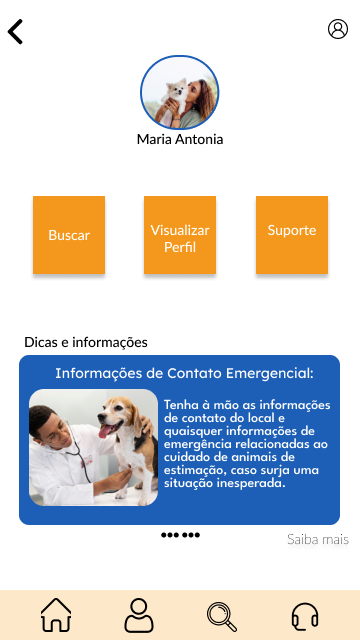 Maria Antonia
Buscar
Visualizar
Perfil
Suporte
Dicas e informações
Informações de Contato Emergencial:
Tenha à mão as informações
de contato do local e
quaisquer informações de
emergência relacionadas ao
cuidado de animais de
estimação, caso surja uma
situação inesperada.
Saiba mais